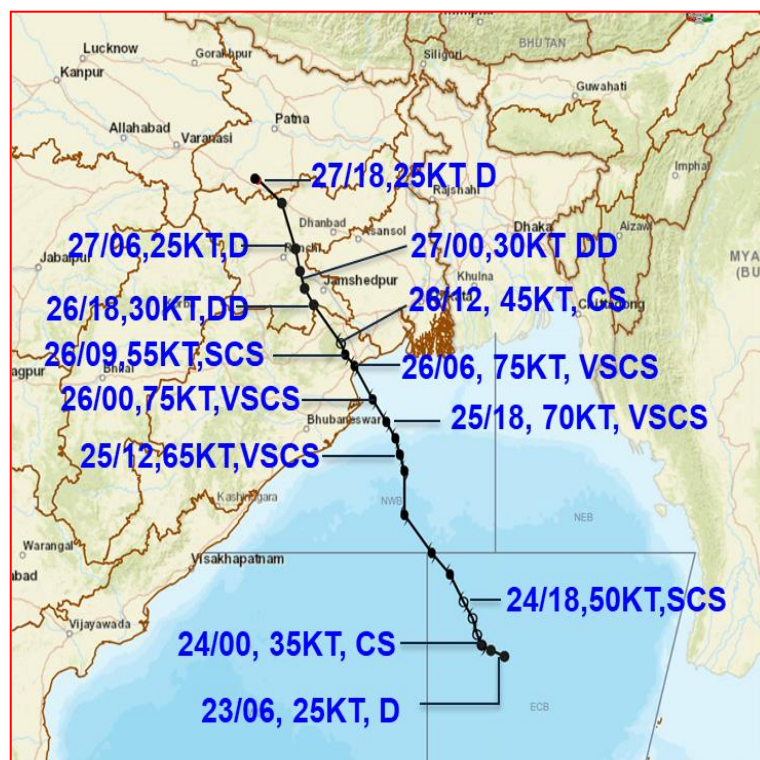 BHUTAN
Lucknow
Gorakhpur
Siliguri
Kanpur
Guwahati
Patna
Allahabad
Varanasi
Imphal
27/18,25KT D
Rajshahi
Dhanbad
Asansol
Dhaka
Aizawl
27/06,25KT,D
27/00,30KT DD
Ranchi
Jabalpur
Jamshedpur
Khulna
26/12, 45KT, CS
26/18,30KT,DD
Chittagong
26/09,55KT,SCS
26/06, 75KT, VSCS
26/00,75KT,VSCS
25/18, 70KT, VSCS
Bhubaneswar
25/12,65KT,VSCS
NWB
NEB
Warangal
Visakhapatnam
24/18,50KT,SCS
Vijayawada
24/00, 35KT, CS
23/06, 25KT, D
ECB